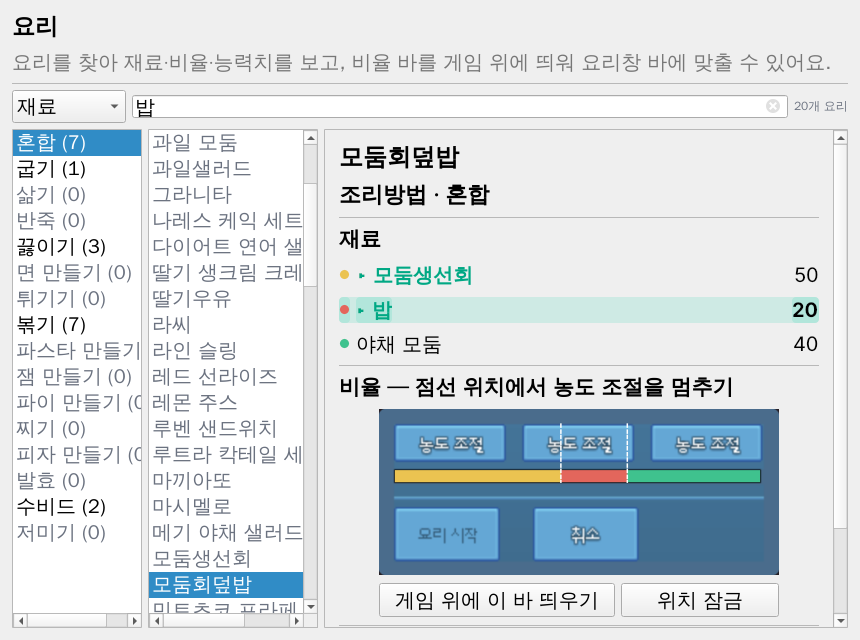 요리
요리를 찾아 재료·비율·능력치를 보고, 비율 바를 게임 위에 띄워 요리창 바에 맞출 수 있어요.
재료
밥
20개 요리
혼합 (7)
굽기 (1)
삶기 (0)
반죽 (0)
끓이기 (3)
면 만들기 (0)
튀기기 (0)
볶기 (7)
파스타 만들기
잼 만들기 (0)
파이 만들기 (0
찌기 (0)
피자 만들기 (0
발효 (0)
수비드 (2)
저미기 (0)
과일 모둠
과일샐러드
그라니타
나레스 케익 세트
다이어트 연어 샐
딸기 생크림 크레
딸기우유
라씨
라인 슬링
레드 선라이즈
레몬 주스
루벤 샌드위치
루트라 칵테일 세
마끼아또
마시멜로
메기 야채 샐러드
모둠생선회
모둠회덮밥
민트초코 프라페
모둠회덮밥
조리방법 · 혼합
재료
▸ 모둠생선회 50
▸ 밥 20
야채 모둠 40
비율 — 점선 위치에서 농도 조절을 멈추기
농도 조절 농도 조절 농도 조절
요리 시작 취소
게임 위에 이 바 띄우기 위치 잠금